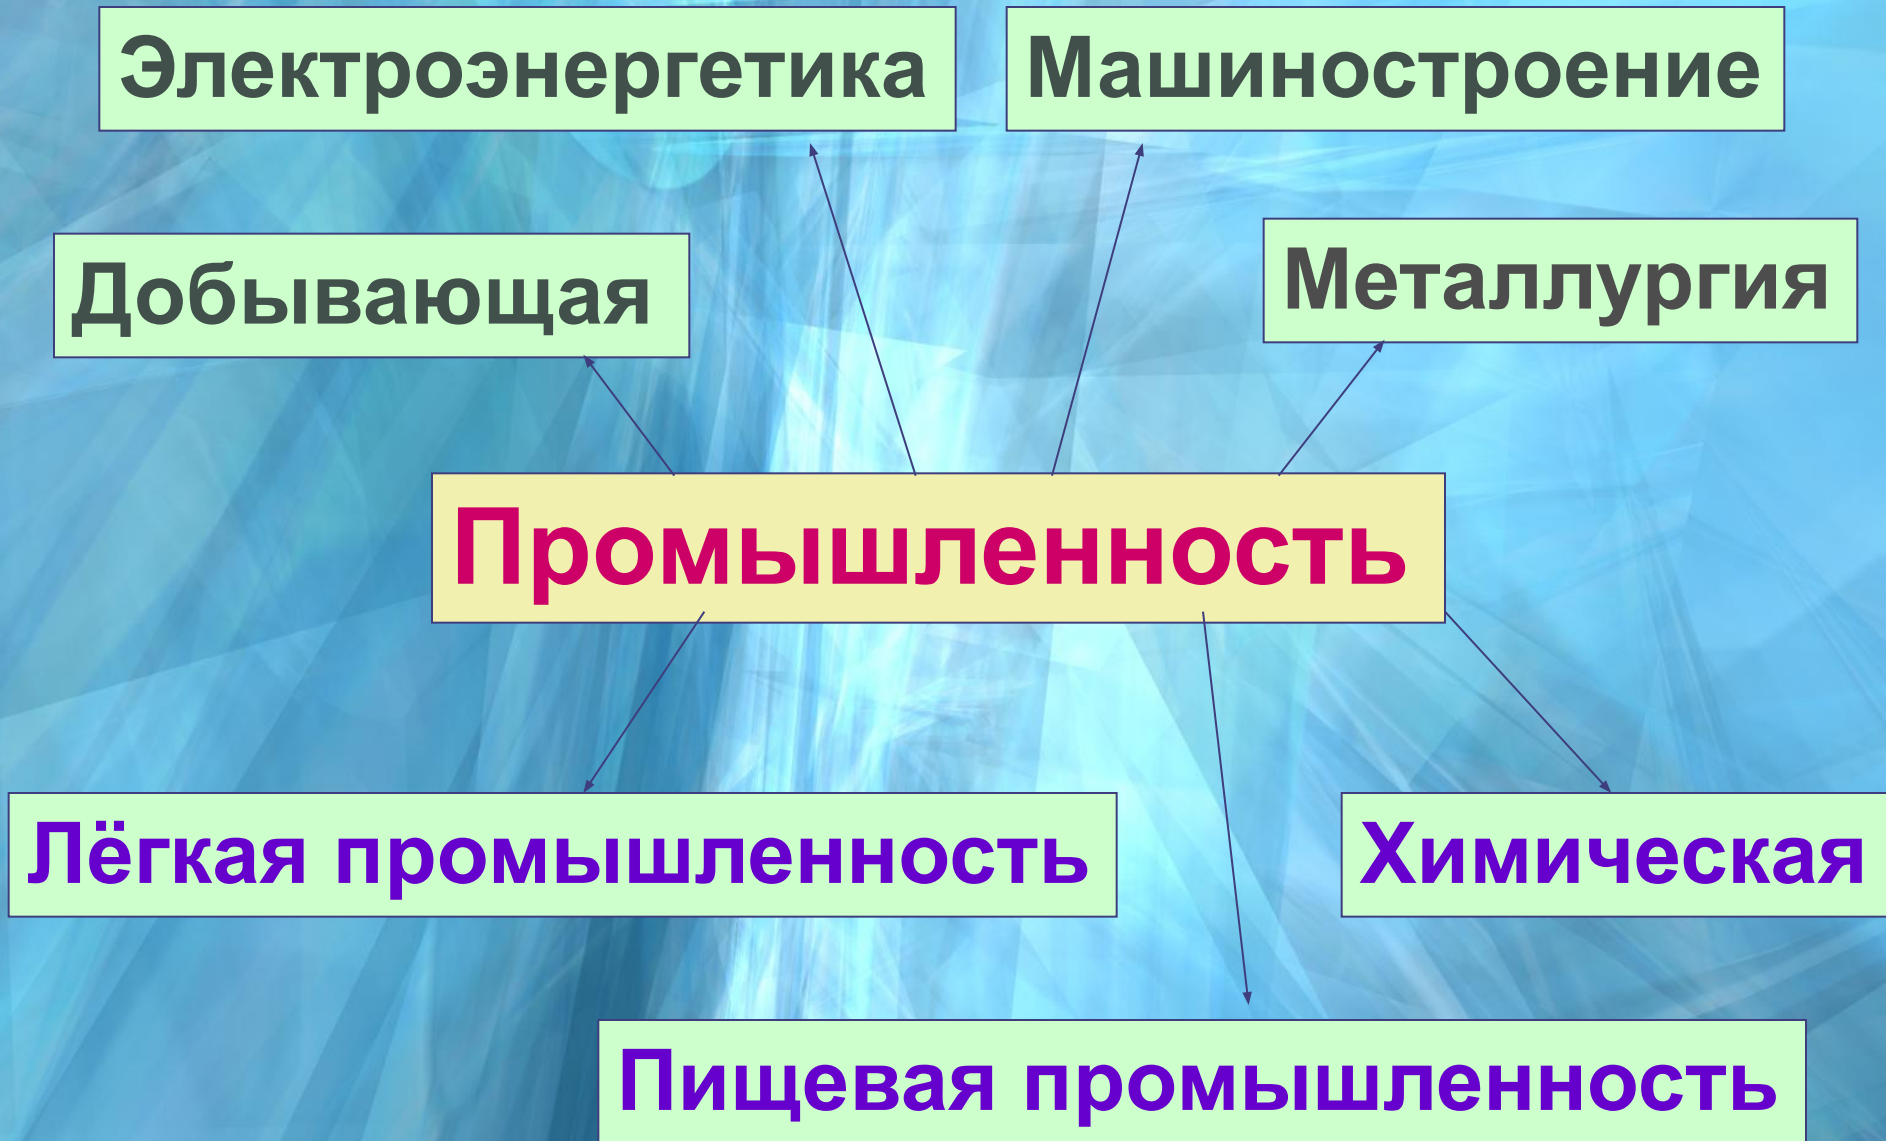 Электроэнергетика
Машиностроение
Добывающая
Металлургия
Промышленность
Лёгкая промышленность
Химическая
Пищевая промышленность